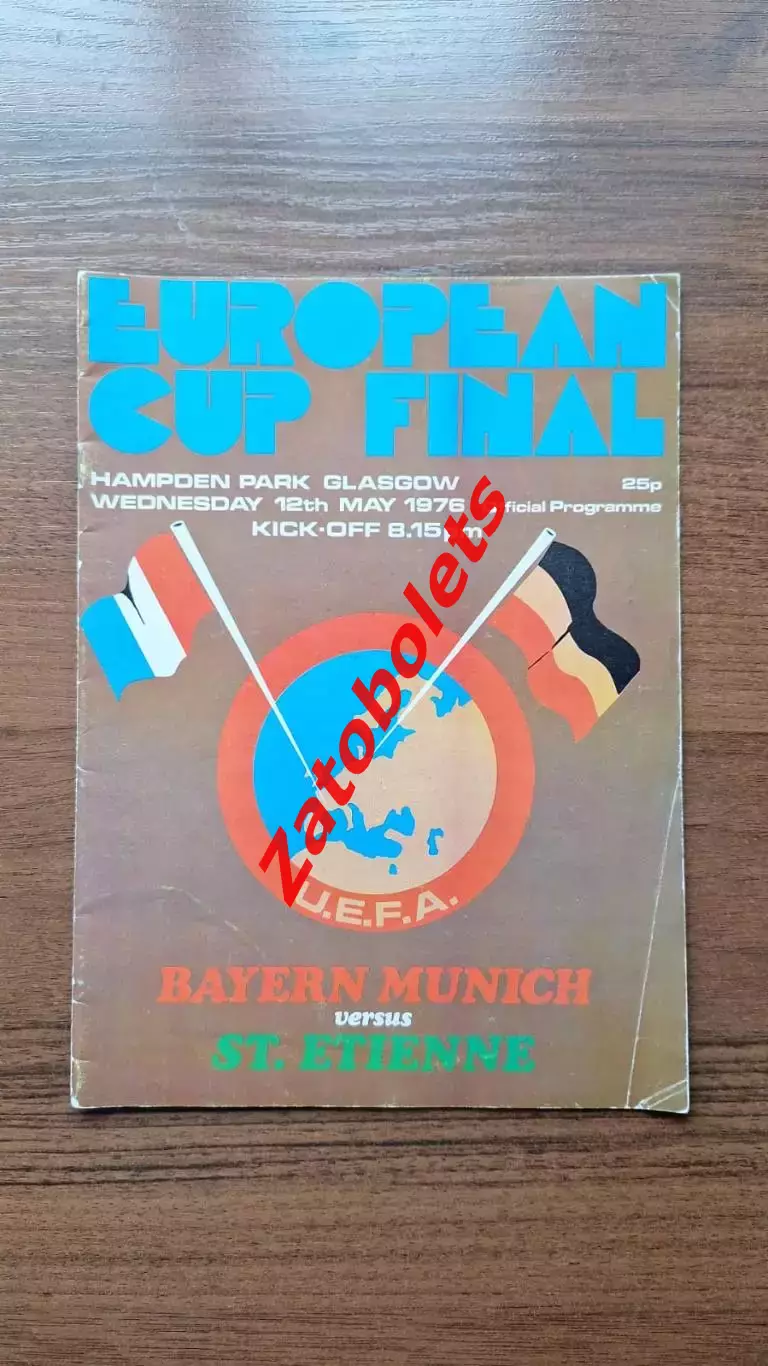 EUROPEAN
CUP FINAL
HAMPDEN PARK GLASGOW 25p
WEDNESDAY 12th MAY 1976 Official Programme
KICK·OFF 8.15pm
Zatobolets
U.E.F.A.
BAYERN MUNICH
versus
ST. ETIENNE